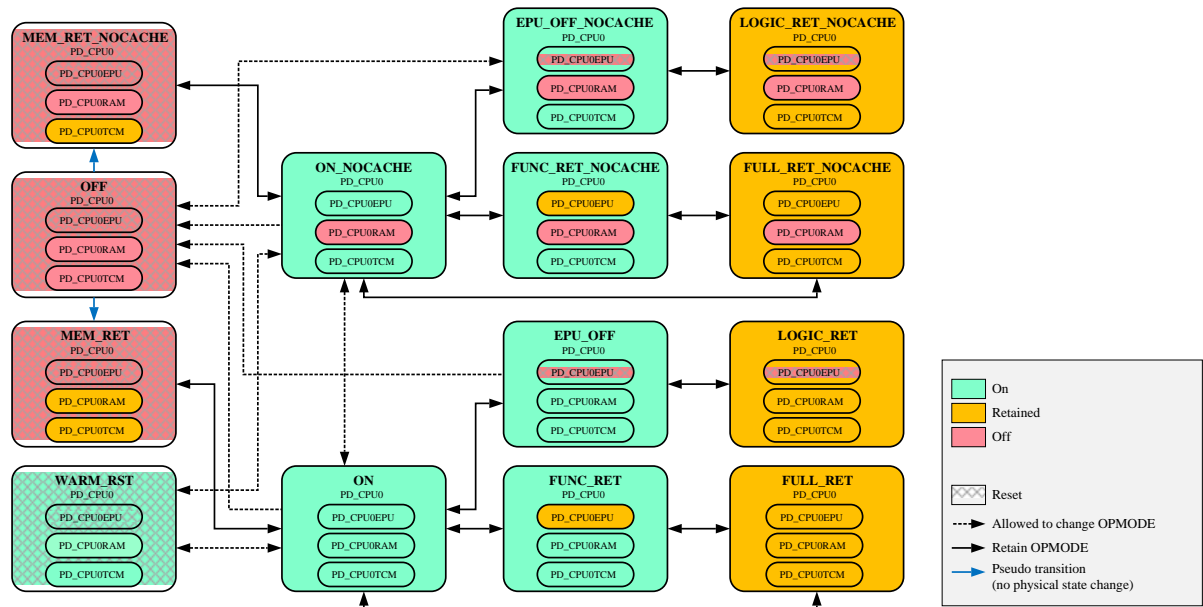 MEM_RET_NOCACHE
PD_CPU0
PD_CPU0EPU
PD_CPU0RAM
PD_CPU0TCM
OFF
PD_CPU0
PD_CPU0EPU
PD_CPU0RAM
PD_CPU0TCM
MEM_RET
PD_CPU0
PD_CPU0EPU
PD_CPU0RAM
PD_CPU0TCM
WARM_RST
PD_CPU0
PD_CPU0EPU
PD_CPU0RAM
PD_CPU0TCM
ON_NOCACHE
PD_CPU0
PD_CPU0EPU
PD_CPU0RAM
PD_CPU0TCM
ON
PD_CPU0
PD_CPU0EPU
PD_CPU0RAM
PD_CPU0TCM
EPU_OFF_NOCACHE
PD_CPU0
PD_CPU0EPU
PD_CPU0RAM
PD_CPU0TCM
FUNC_RET_NOCACHE
PD_CPU0
PD_CPU0EPU
PD_CPU0RAM
PD_CPU0TCM
EPU_OFF
PD_CPU0
PD_CPU0EPU
PD_CPU0RAM
PD_CPU0TCM
FUNC_RET
PD_CPU0
PD_CPU0EPU
PD_CPU0RAM
PD_CPU0TCM
LOGIC_RET_NOCACHE
PD_CPU0
PD_CPU0EPU
PD_CPU0RAM
PD_CPU0TCM
FULL_RET_NOCACHE
PD_CPU0
PD_CPU0EPU
PD_CPU0RAM
PD_CPU0TCM
LOGIC_RET
PD_CPU0
PD_CPU0EPU
PD_CPU0RAM
PD_CPU0TCM
FULL_RET
PD_CPU0
PD_CPU0EPU
PD_CPU0RAM
PD_CPU0TCM
On
Retained
Off
Reset
Allowed to change OPMODE
Retain OPMODE
Pseudo transition
(no physical state change)